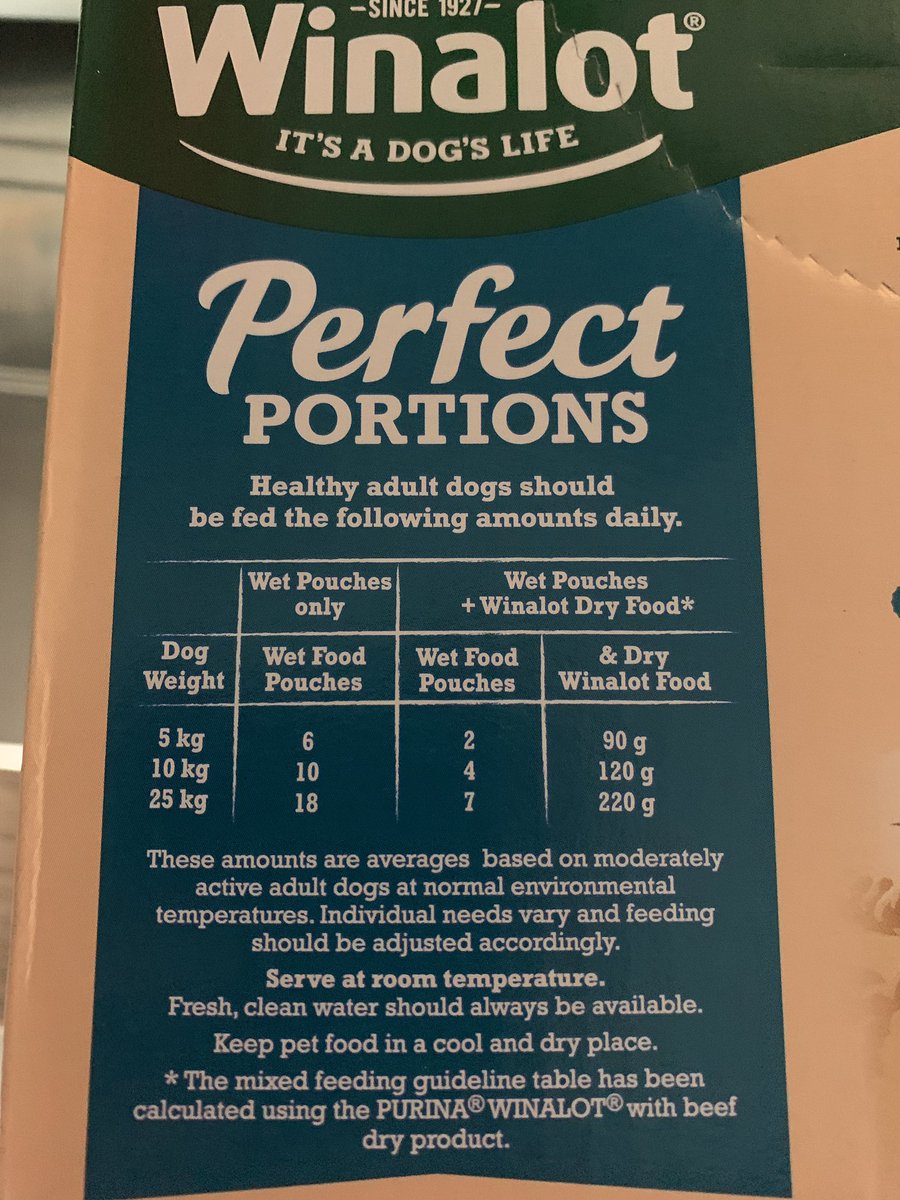 –SINCE 1927–
Winalot®
IT'S A DOG'S LIFE
Perfect
PORTIONS
Healthy adult dogs should
be fed the following amounts daily.
Wet Pouches only
Wet Pouches + Winalot Dry Food*
Dog Weight
Wet Food Pouches
Wet Food Pouches
& Dry Winalot Food
5 kg 6 2 90 g
10 kg 10 4 120 g
25 kg 18 7 220 g
These amounts are averages based on moderately
active adult dogs at normal environmental
temperatures. Individual needs vary and feeding
should be adjusted accordingly.
Serve at room temperature.
Fresh, clean water should always be available.
Keep pet food in a cool and dry place.
* The mixed feeding guideline table has been
calculated using the PURINA® WINALOT® with beef
dry product.